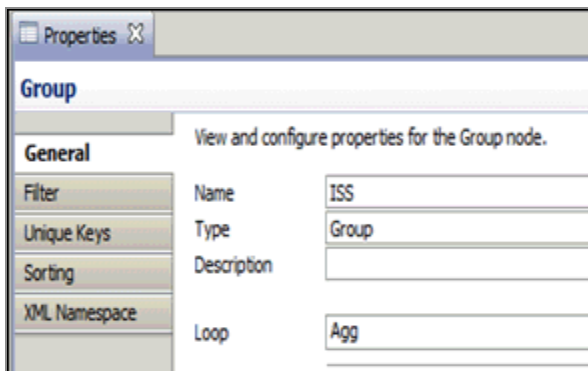 Properties
Group
General
View and configure properties for the Group node.
Filter
Name ISS
Unique Keys
Type Group
Sorting
Description
XML Namespace
Loop Agg